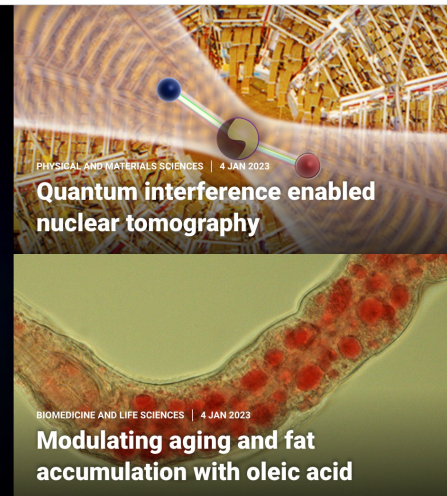 PHYSICAL AND MATERIALS SCIENCES | 4 JAN 2023
Quantum interference enabled
nuclear tomography
BIOMEDICINE AND LIFE SCIENCES | 4 JAN 2023
Modulating aging and fat
accumulation with oleic acid